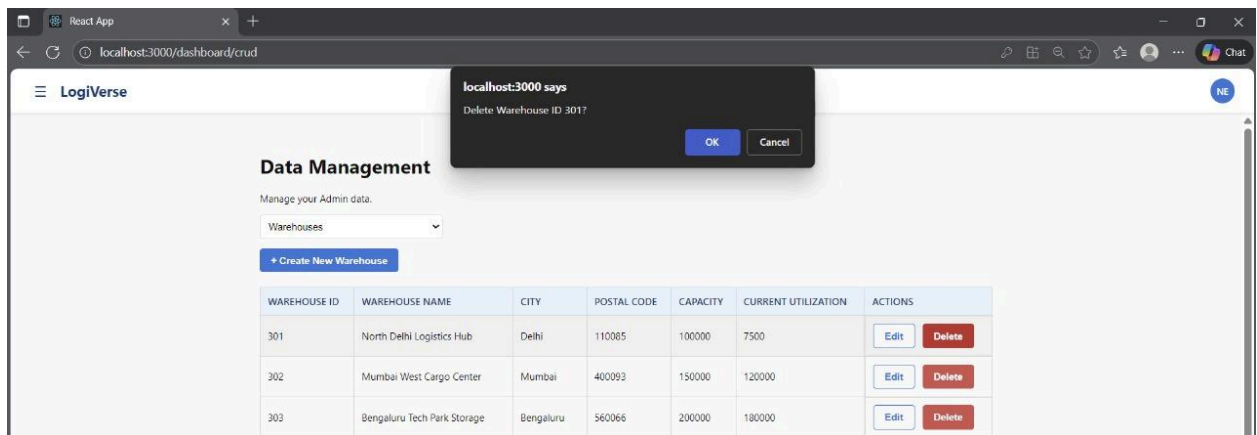 React App
localhost:3000/dashboard/crud
Chat
LogiVerse
NE
localhost:3000 says
Delete Warehouse ID 301?
OK Cancel
Data Management
Manage your Admin data.
Warehouses
+ Create New Warehouse
WAREHOUSE ID WAREHOUSE NAME CITY POSTAL CODE CAPACITY CURRENT UTILIZATION ACTIONS
301 North Delhi Logistics Hub Delhi 110085 100000 7500 Edit Delete
302 Mumbai West Cargo Center Mumbai 400093 150000 120000 Edit Delete
303 Bengaluru Tech Park Storage Bengaluru 560066 200000 180000 Edit Delete